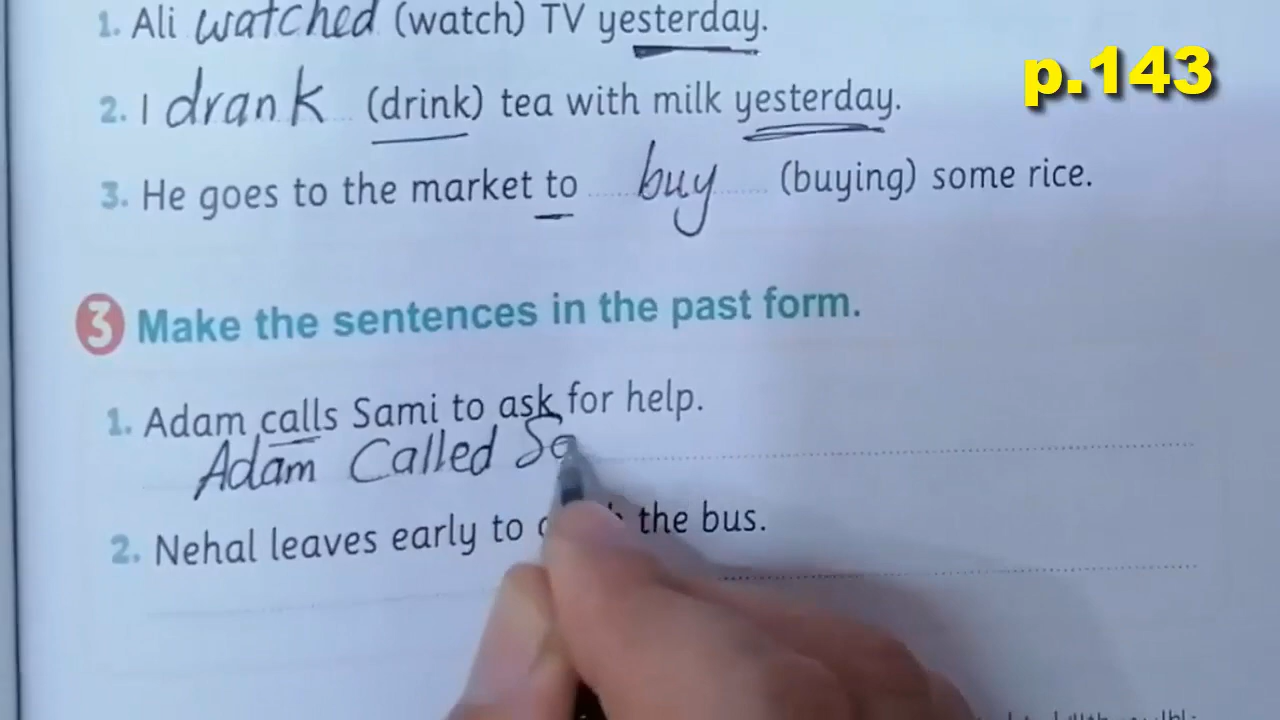 1. Ali watched (watch) TV yesterday.
p.143
2. I drank (drink) tea with milk yesterday.
3. He goes to the market to buy (buying) some rice.
3 Make the sentences in the past form.
1. Adam calls Sami to ask for help.
Adam Called Sa
2. Nehal leaves early to the bus.